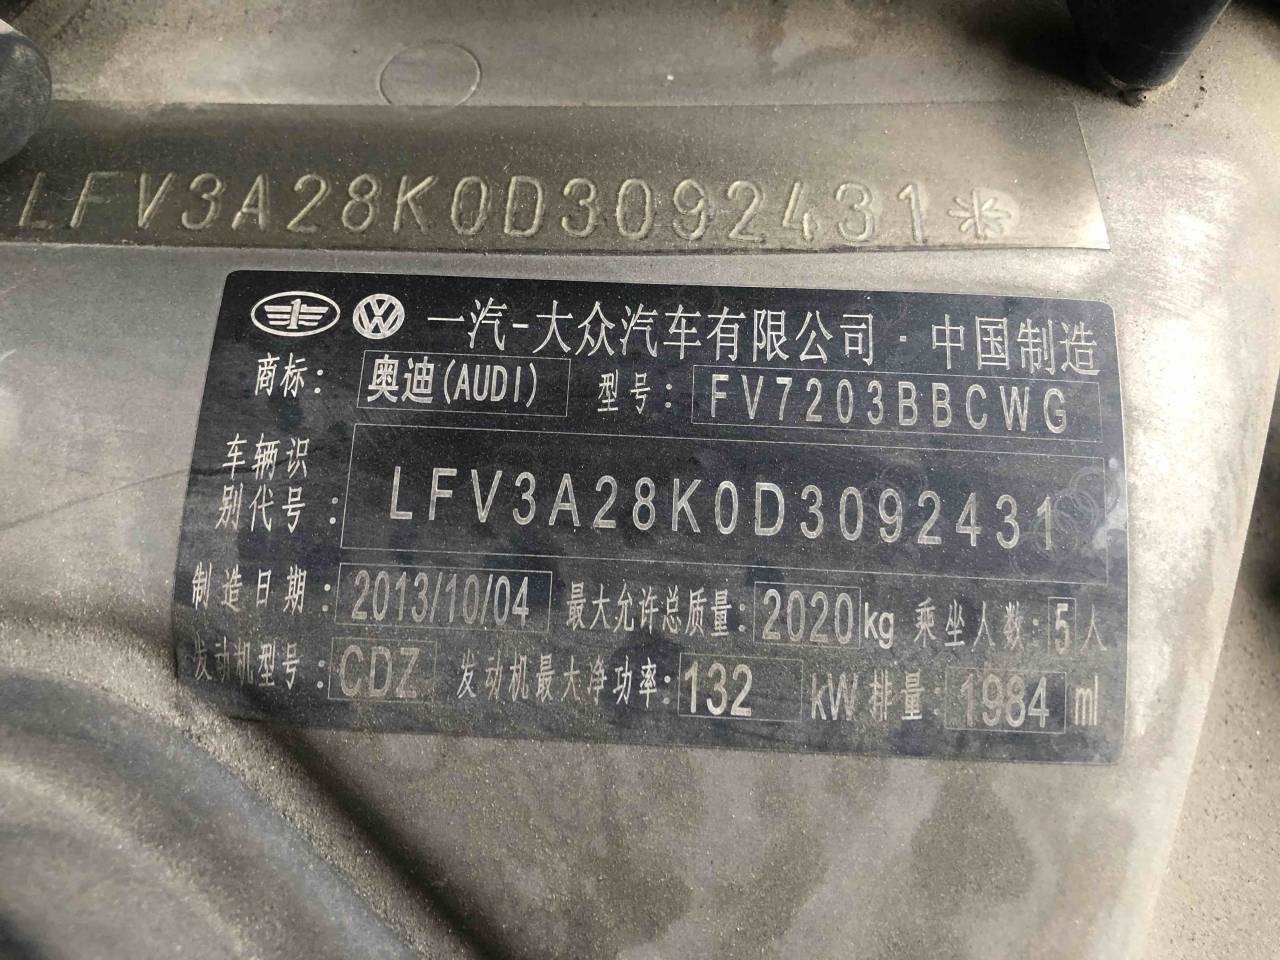 LFV3A28K0D3092431*
一汽-大众汽车有限公司·中国制造
商标: 奥迪(AUDI) 型号: FV7203BBCWG
车辆识
别代号: LFV3A28K0D3092431
制造日期: 2013/10/04 最大允许总质量: 2020kg 乘坐人数: 5人
发动机型号: CDZ 发动机最大净功率: 132 kW 排量: 1984 ml